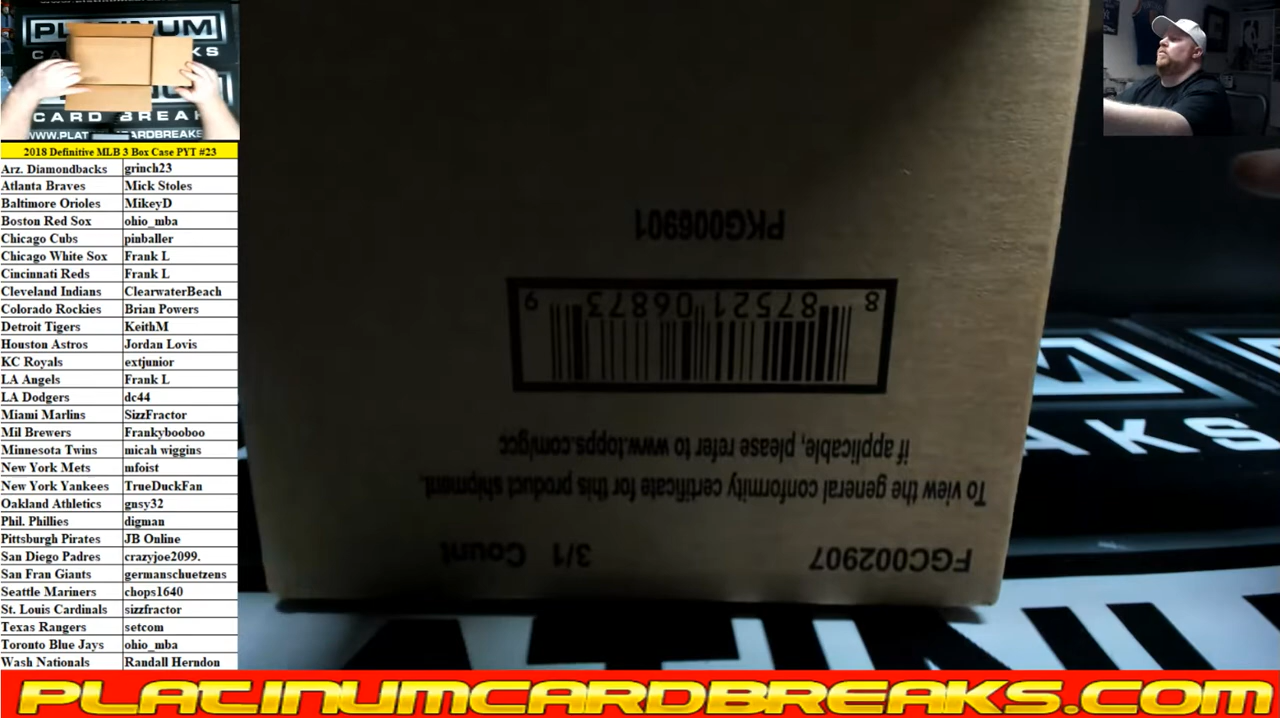 PLATINUM
CARD BREAK
WWW.PLAT CARDBREAKS
2018 Definitive MLB 3 Box Case PYT #23
Arz. Diamondbacks grinch23
Atlanta Braves Mick Stoles
Baltimore Orioles MikeyD
Boston Red Sox ohio_mba
Chicago Cubs pinballer
Chicago White Sox Frank L
Cincinnati Reds Frank L
Cleveland Indians ClearwaterBeach
Colorado Rockies Brian Powers
Detroit Tigers KeithM
Houston Astros Jordan Lovis
KC Royals extjunior
LA Angels Frank L
LA Dodgers dc44
Miami Marlins SizzFractor
Mil Brewers Frankybooboo
Minnesota Twins micah wiggins
New York Mets mfoist
New York Yankees TrueDuckFan
Oakland Athletics gnsy32
Phil. Phillies digman
Pittsburgh Pirates JB Online
San Diego Padres crazyjoe2099.
San Fran Giants germanschuetzens
Seattle Mariners chops1640
St. Louis Cardinals sizzfractor
Texas Rangers setcom
Toronto Blue Jays ohio_mba
Wash Nationals Randall Herndon
FGC002907 3/1 Count
To view the general conformity certificate for this product shipment,
if applicable, please refer to www.topps.com/gcc
8 87521 06873 9
PKG006901
AKS
PLATINUMCARDBREAKS.COM